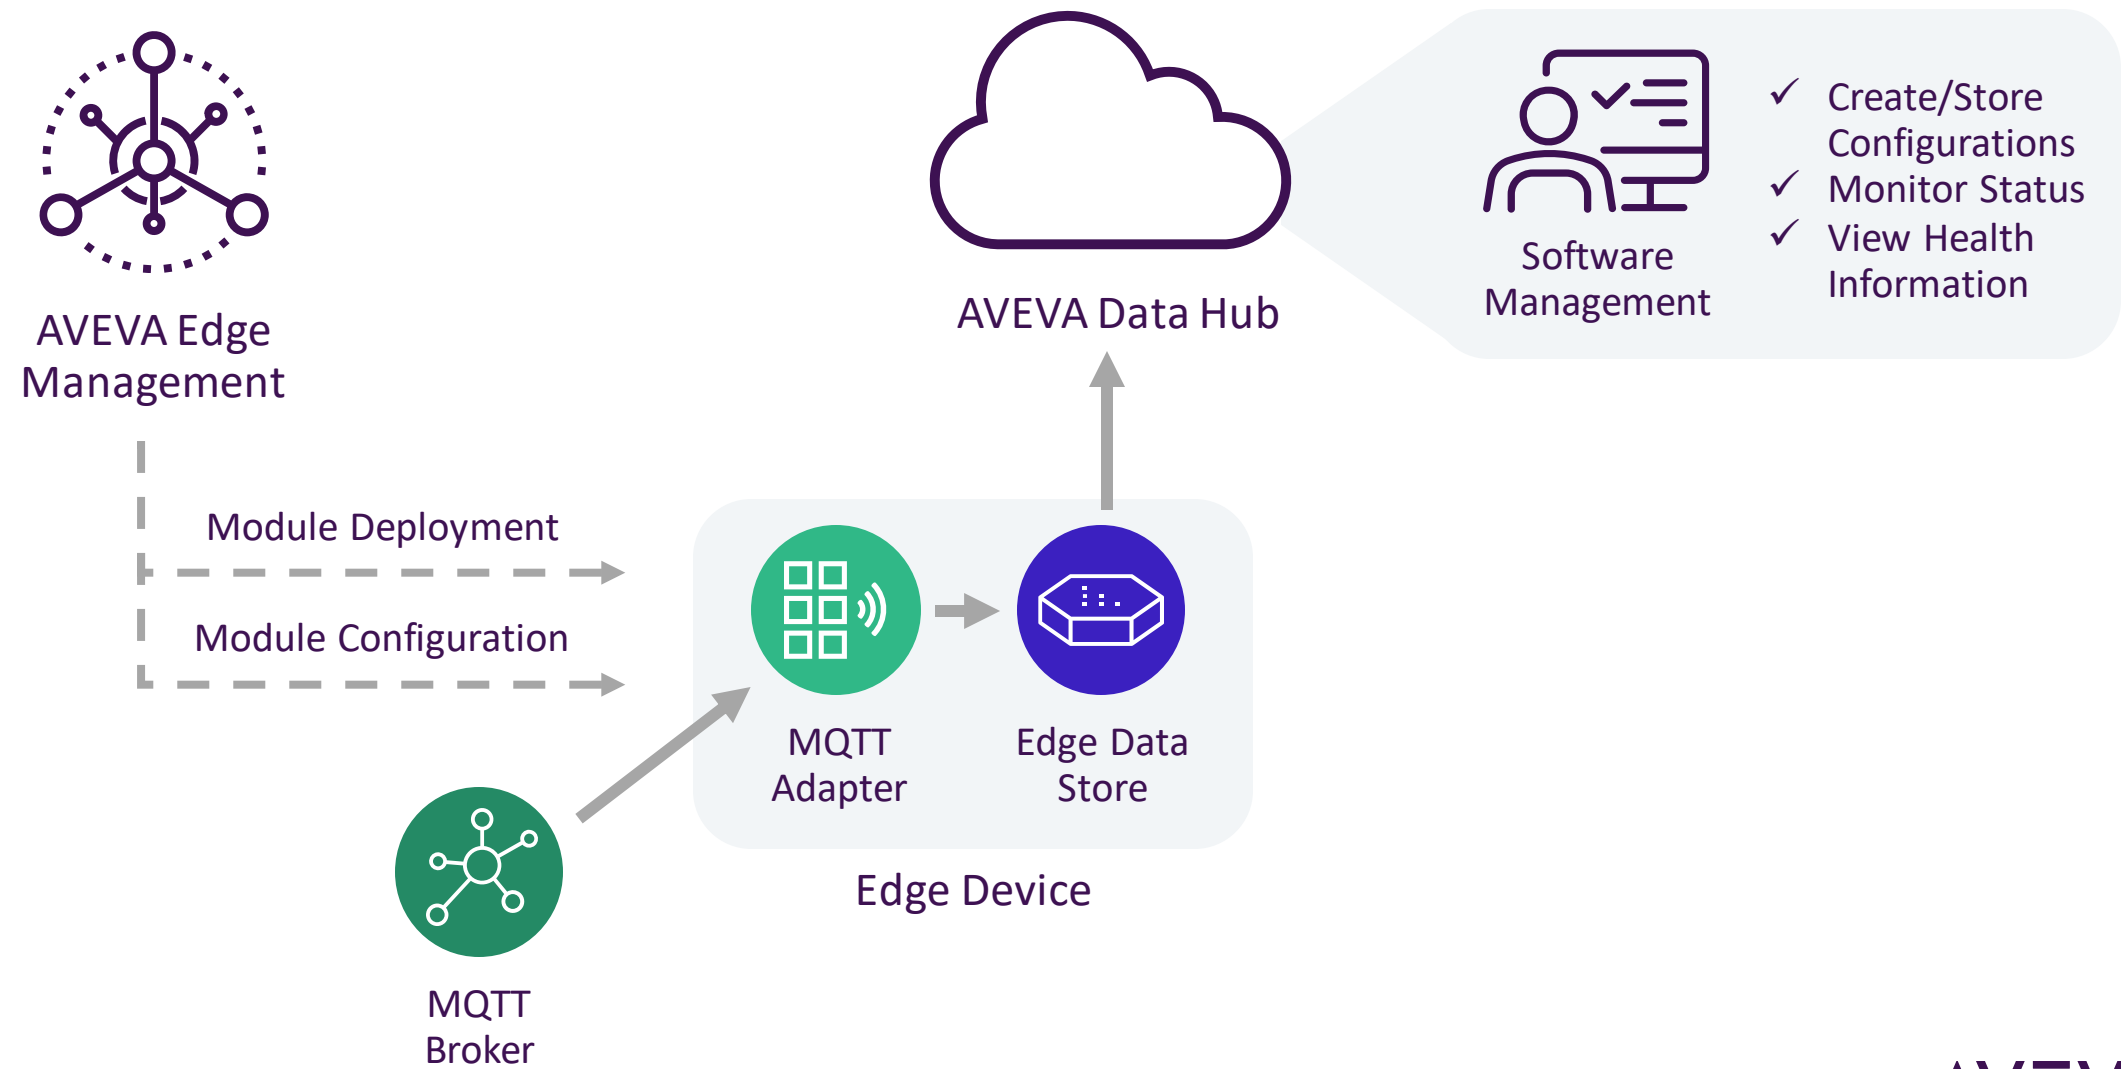 AVEVA Edge
Management
AVEVA Data Hub
Software
Management
✓ Create/Store
Configurations
✓ Monitor Status
✓ View Health
Information
Module Deployment
Module Configuration
MQTT
Adapter
Edge Data
Store
Edge Device
MQTT
Broker